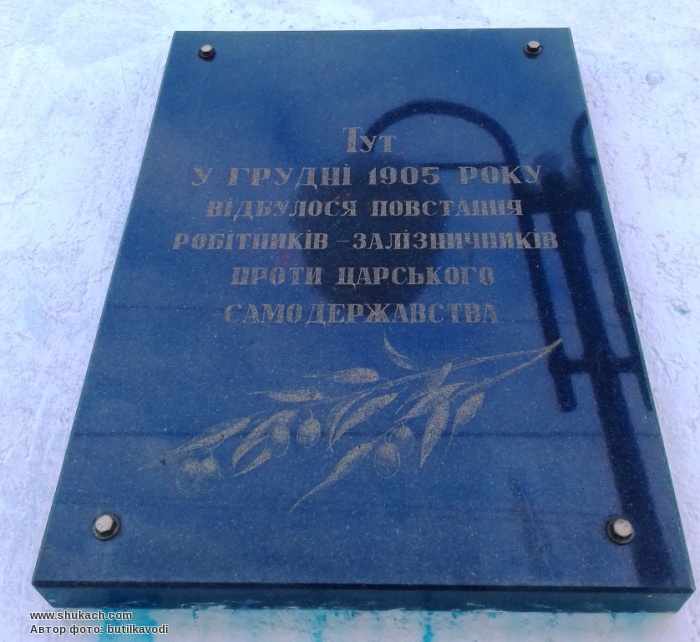 Тут
у грудні 1905 року
відбулося повстання
робітників-залізничників
проти царського
самодержавства
www.shukach.com
Автор фото: butilkavodi